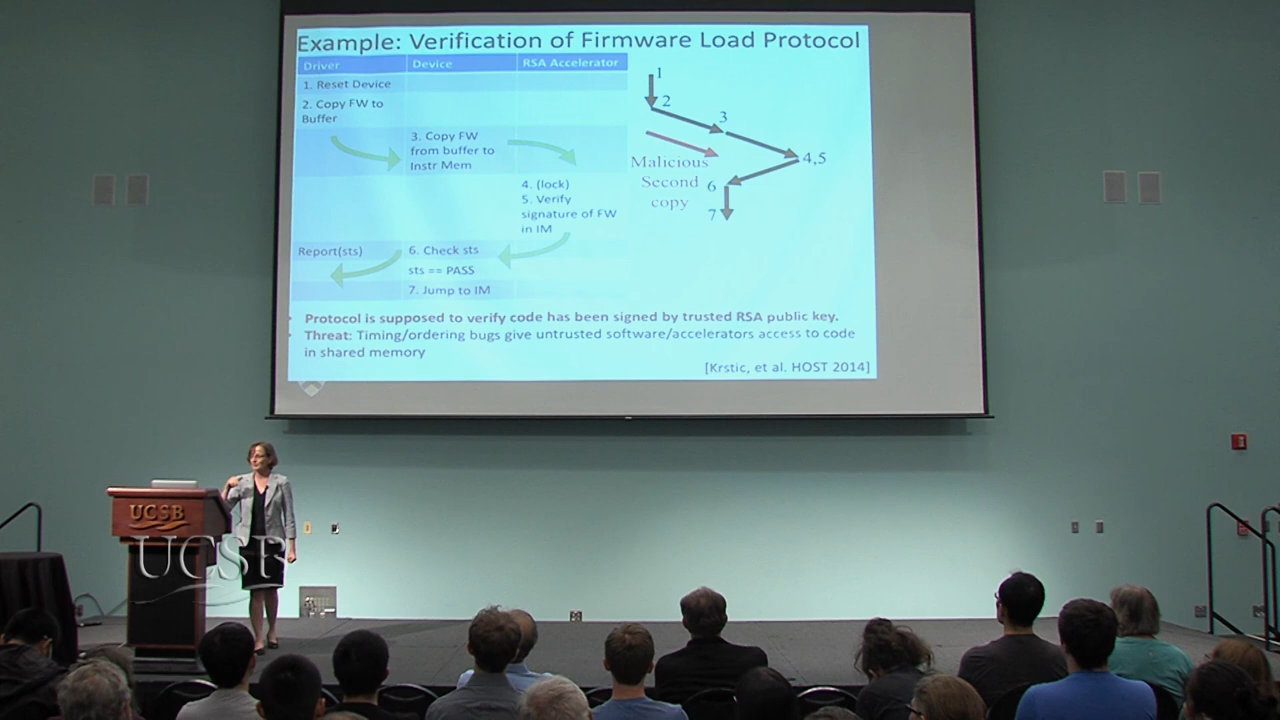 Example: Verification of Firmware Load Protocol
Driver Device RSA Accelerator
1. Reset Device
2. Copy FW to
Buffer
3. Copy FW
from buffer to
Instr Mem
4. (lock)
5. Verify
signature of FW
in IM
Report(sts) 6. Check sts
sts == PASS
7. Jump to IM
1
2
3
4,5
Malicious
Second
copy
6
7
Protocol is supposed to verify code has been signed by trusted RSA public key.
Threat: Timing/ordering bugs give untrusted software/accelerators access to code
in shared memory
[Krstic, et al. HOST 2014]
UCSB
UCSB